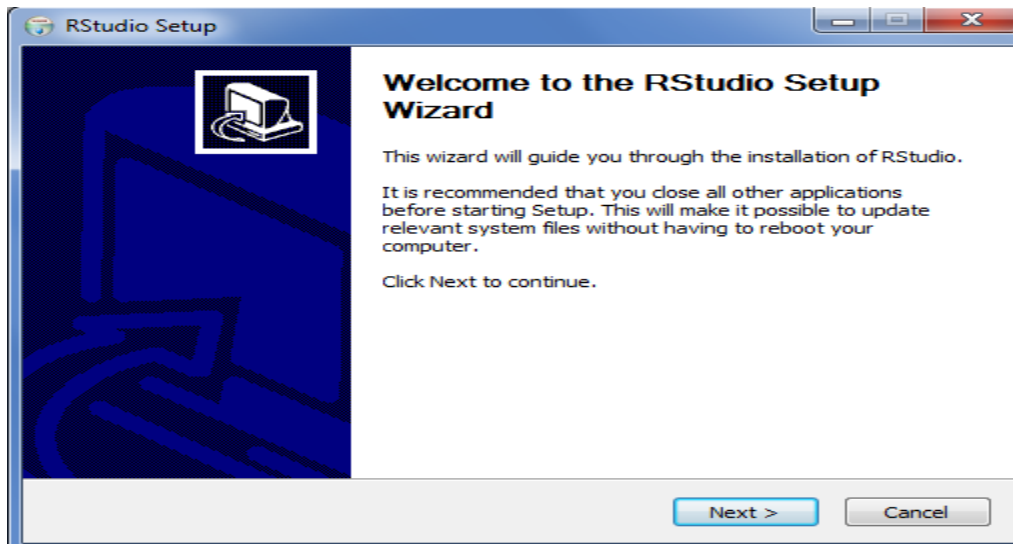 RStudio Setup
Welcome to the RStudio Setup
Wizard
This wizard will guide you through the installation of RStudio.
It is recommended that you close all other applications
before starting Setup. This will make it possible to update
relevant system files without having to reboot your
computer.
Click Next to continue.
Next >
Cancel